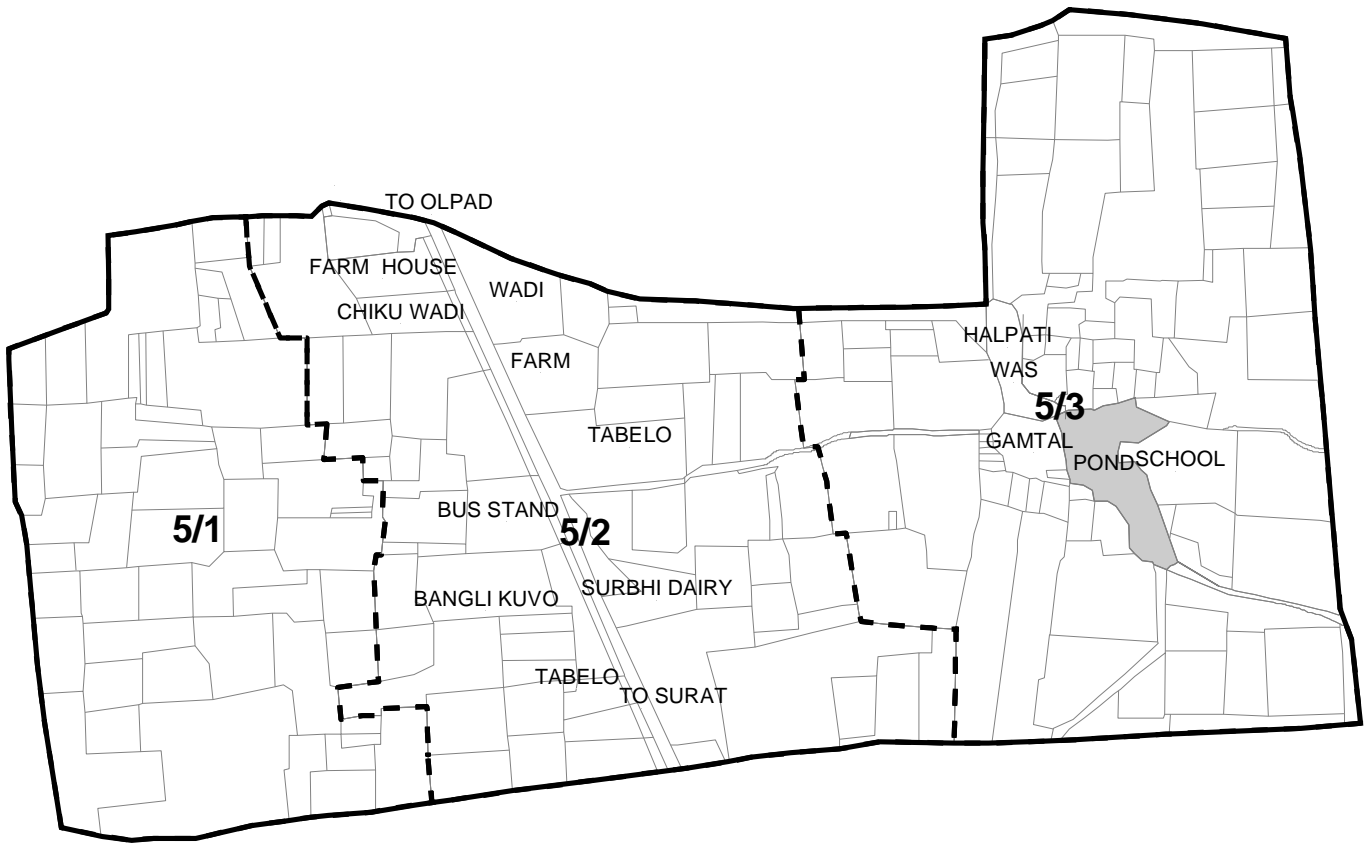 TO OLPAD
FARM HOUSE
WADI
CHIKU WADI
HALPATI
WAS
FARM
5/3
TABELO
GAMTAL
POND
SCHOOL
BUS STAND
5/1
5/2
SURBHI DAIRY
BANGLI KUVO
TABELO
TO SURAT